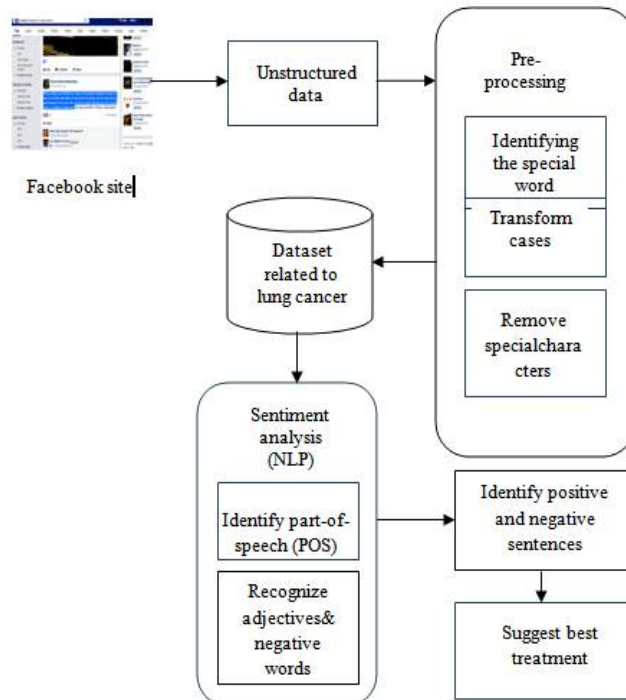 Facebook site
Unstructured
data
Pre-
processing
Identifying
the special
word
Transform
cases
Remove
specialchara
cters
Dataset
related to
lung cancer
Sentiment
analysis
(NLP)
Identify part-of-
speech (POS)
Recognize
adjectives&
negative
words
Identify positive
and negative
sentences
Suggest best
treatment